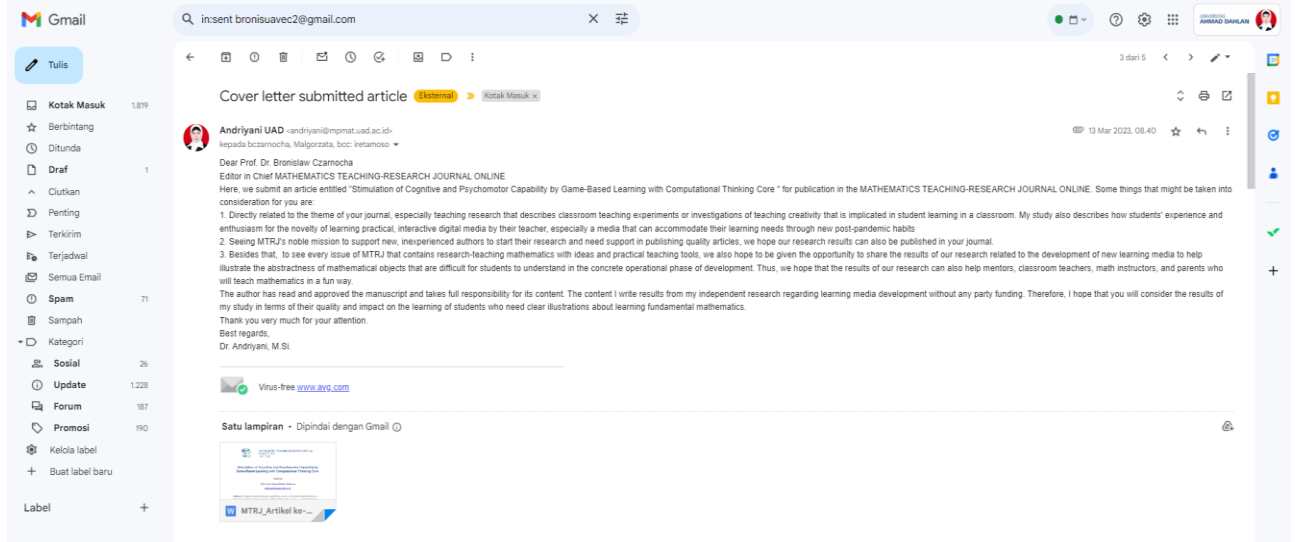 Gmail
in:sent bronisuavec2@gmail.com
UNIVERSITAS
AHMAD DAHLAN
Tulis
3 dari 5
Kotak Masuk 1.819
Berbintang
Ditunda
Draf 1
Ciutkan
Penting
Terkirim
Terjadwal
Semua Email
Spam 71
Sampah
Kategori
Sosial 26
Update 1.228
Forum 187
Promosi 190
Kelola label
Buat label baru
Label
Cover letter submitted article Eksternal Kotak Masuk x
Andriyani UAD <andriyani@mpmat.uad.ac.id> 13 Mar 2023, 08.40
kepada bczarnocha, Malgorzata, bcc: iretamoso
Dear Prof. Dr. Bronislaw Czarnocha
Editor in Chief MATHEMATICS TEACHING-RESEARCH JOURNAL ONLINE
Here, we submit an article entitled "Stimulation of Cognitive and Psychomotor Capability by Game-Based Learning with Computational Thinking Core " for publication in the MATHEMATICS TEACHING-RESEARCH JOURNAL ONLINE. Some things that might be taken into
consideration for you are:
1. Directly related to the theme of your journal, especially teaching research that describes classroom teaching experiments or investigations of teaching creativity that is implicated in student learning in a classroom. My study also describes how students' experience and
enthusiasm for the novelty of learning practical, interactive digital media by their teacher, especially a media that can accommodate their learning needs through new post-pandemic habits
2. Seeing MTRJ's noble mission to support new, inexperienced authors to start their research and need support in publishing quality articles, we hope our research results can also be published in your journal.
3. Besides that, to see every issue of MTRJ that contains research-teaching mathematics with ideas and practical teaching tools, we also hope to be given the opportunity to share the results of our research related to the development of new learning media to help
illustrate the abstractness of mathematical objects that are difficult for students to understand in the concrete operational phase of development. Thus, we hope that the results of our research can also help mentors, classroom teachers, math instructors, and parents who
will teach mathematics in a fun way.
The author has read and approved the manuscript and takes full responsibility for its content. The content I write results from my independent research regarding learning media development without any party funding. Therefore, I hope that you will consider the results of
my study in terms of their quality and impact on the learning of students who need clear illustrations about learning fundamental mathematics.
Thank you very much for your attention.
Best regards,
Dr. Andriyani, M.Si.
Virus-free.www.avg.com
Satu lampiran • Dipindai dengan Gmail
Stimulation of Cognitive and Psychomotor Capability by
Game-Based Learning with Computational Thinking Core
W MTRJ_Artikel ke-...